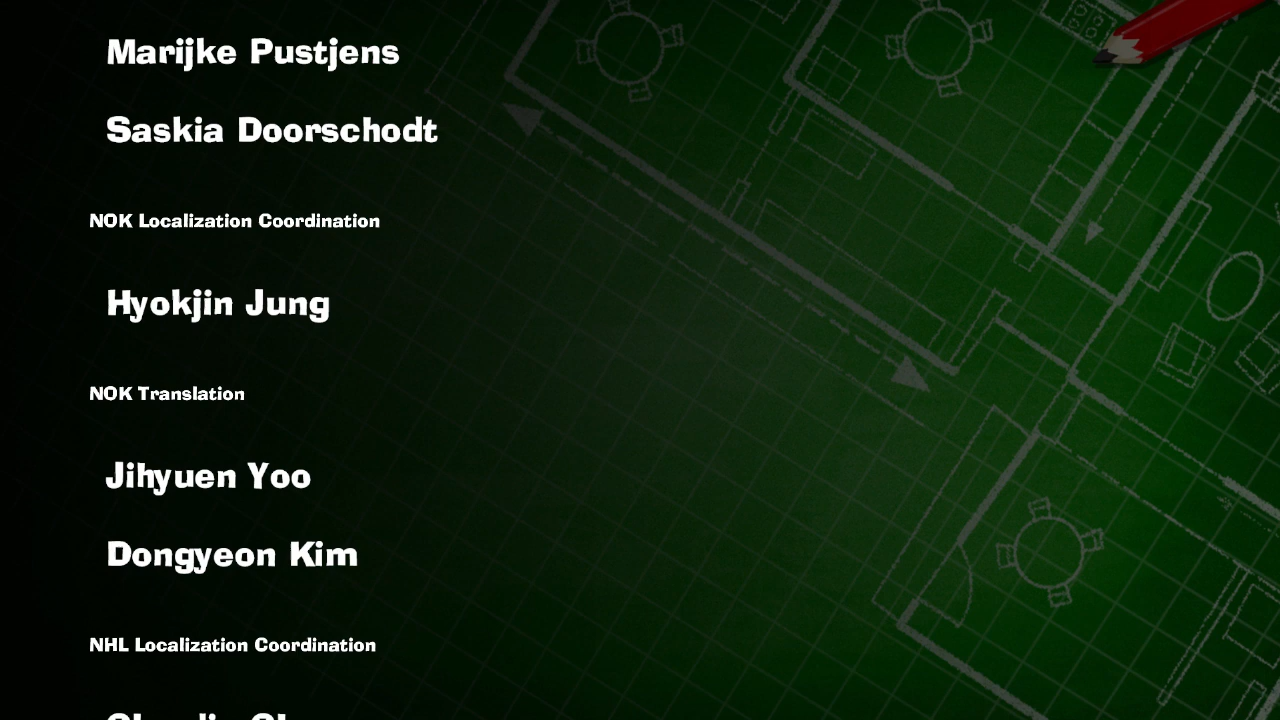 Marijke Pustjens
Saskia Doorschodt
NOK Localization Coordination
Hyokjin Jung
NOK Translation
Jihyuen Yoo
Dongyeon Kim
NHL Localization Coordination